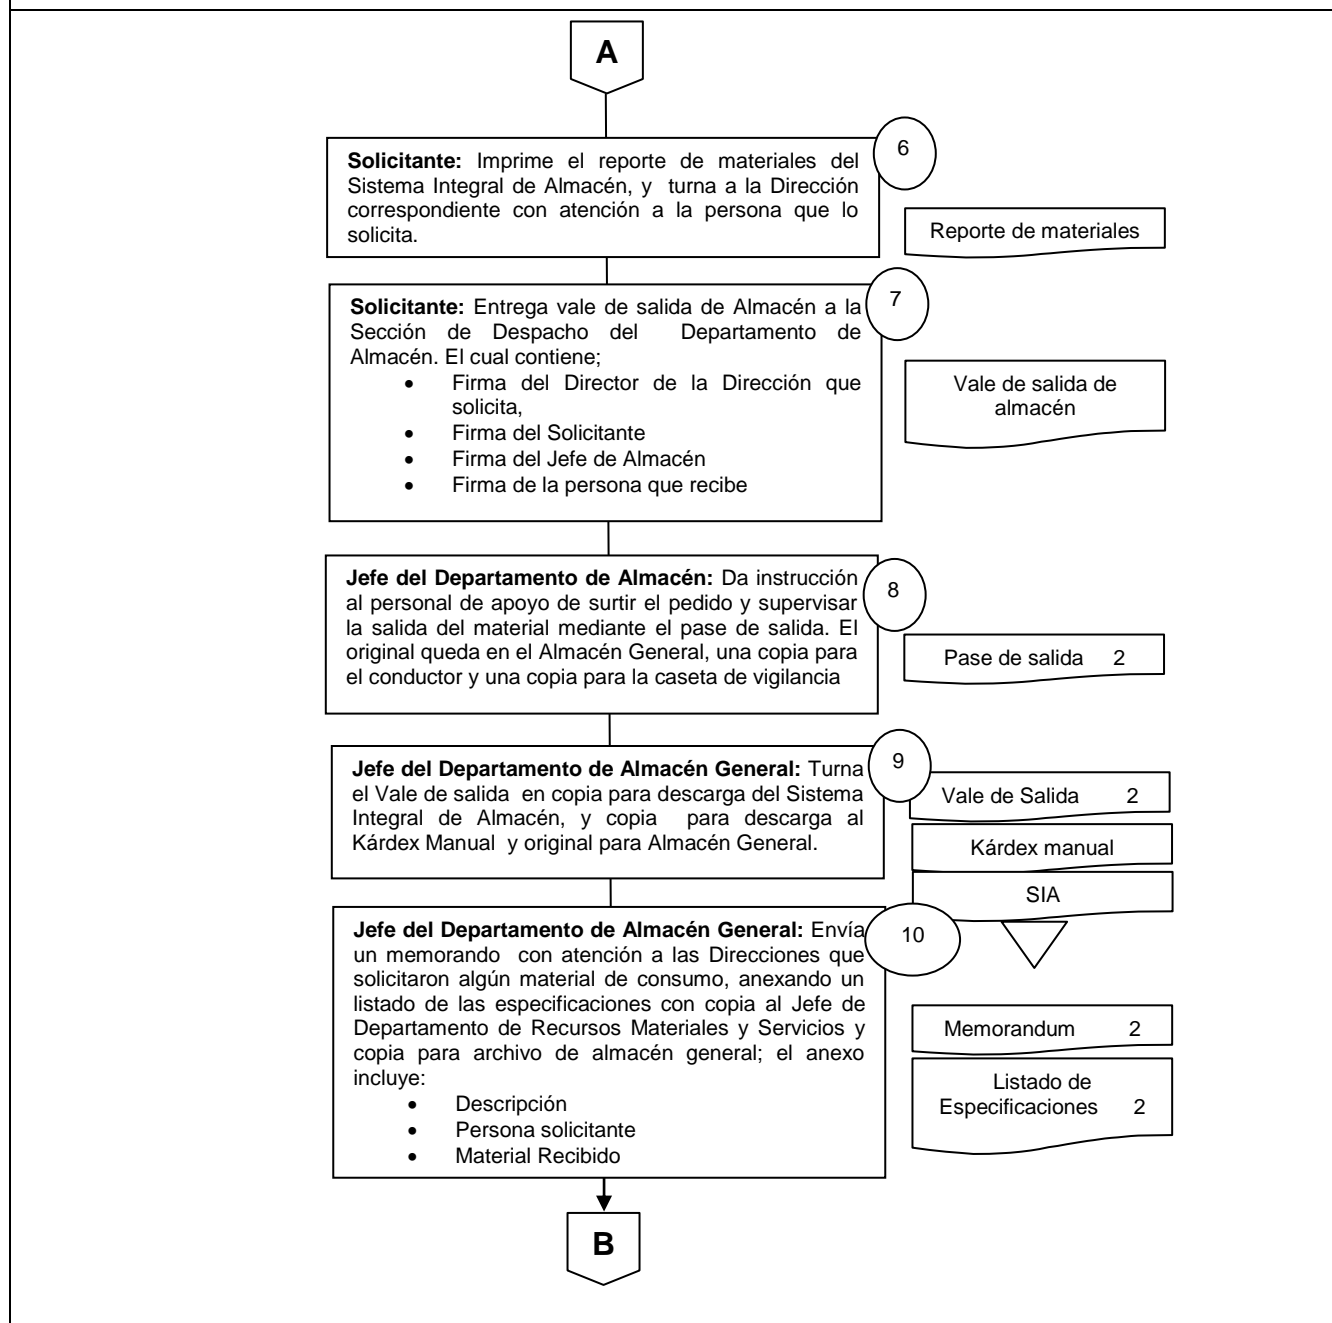 A
6
Solicitante: Imprime el reporte de materiales del
Sistema Integral de Almacén, y turna a la Dirección
correspondiente con atención a la persona que lo
solicita.
Reporte de materiales
7
Solicitante: Entrega vale de salida de Almacén a la
Sección de Despacho del Departamento de
Almacén. El cual contiene;
• Firma del Director de la Dirección que
solicita,
• Firma del Solicitante
• Firma del Jefe de Almacén
• Firma de la persona que recibe
Vale de salida de
almacén
8
Jefe del Departamento de Almacén: Da instrucción
al personal de apoyo de surtir el pedido y supervisar
la salida del material mediante el pase de salida. El
original queda en el Almacén General, una copia para
el conductor y una copia para la caseta de vigilancia
Pase de salida 2
9
Jefe del Departamento de Almacén General: Turna
el Vale de salida en copia para descarga del Sistema
Integral de Almacén, y copia para descarga al
Kárdex Manual y original para Almacén General.
Vale de Salida 2
Kárdex manual
SIA
10
Jefe del Departamento de Almacén General: Envía
un memorando con atención a las Direcciones que
solicitaron algún material de consumo, anexando un
listado de las especificaciones con copia al Jefe de
Departamento de Recursos Materiales y Servicios y
copia para archivo de almacén general; el anexo
incluye:
• Descripción
• Persona solicitante
• Material Recibido
Memorandum 2
Listado de
Especificaciones 2
B